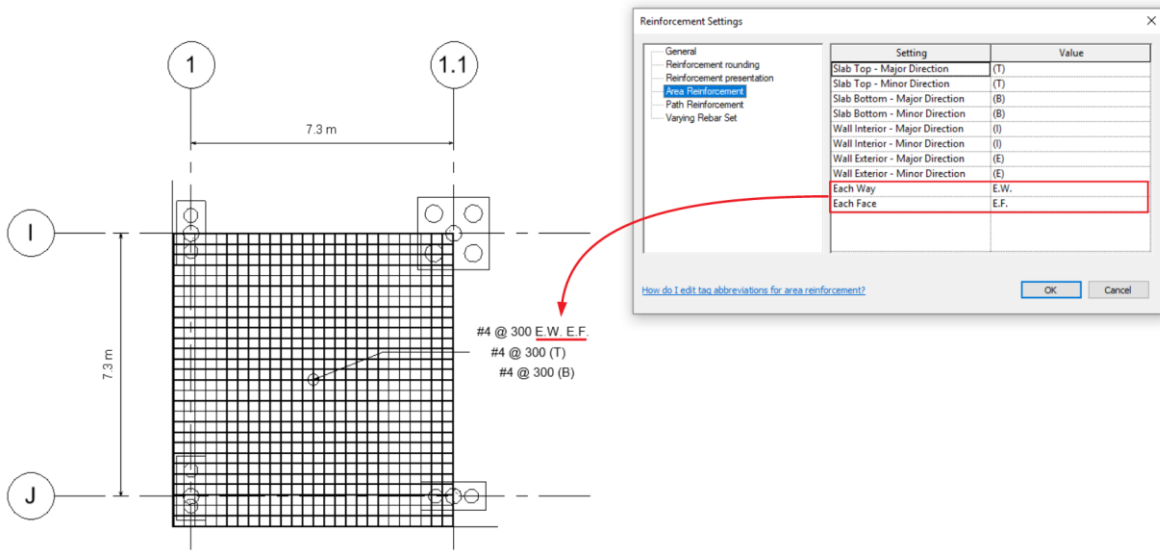 1
1.1
7.3 m
I
7.3 m
J
#4 @ 300 E.W. E.F.
#4 @ 300 (T)
#4 @ 300 (B)
Reinforcement Settings
General
Reinforcement rounding
Reinforcement presentation
Area Reinforcement
Path Reinforcement
Varying Rebar Set
Setting Value
Slab Top - Major Direction (T)
Slab Top - Minor Direction (T)
Slab Bottom - Major Direction (B)
Slab Bottom - Minor Direction (B)
Wall Interior - Major Direction (I)
Wall Interior - Minor Direction (I)
Wall Exterior - Major Direction (E)
Wall Exterior - Minor Direction (E)
Each Way E.W.
Each Face E.F.
How do I edit tag abbreviations for area reinforcement?
OK Cancel